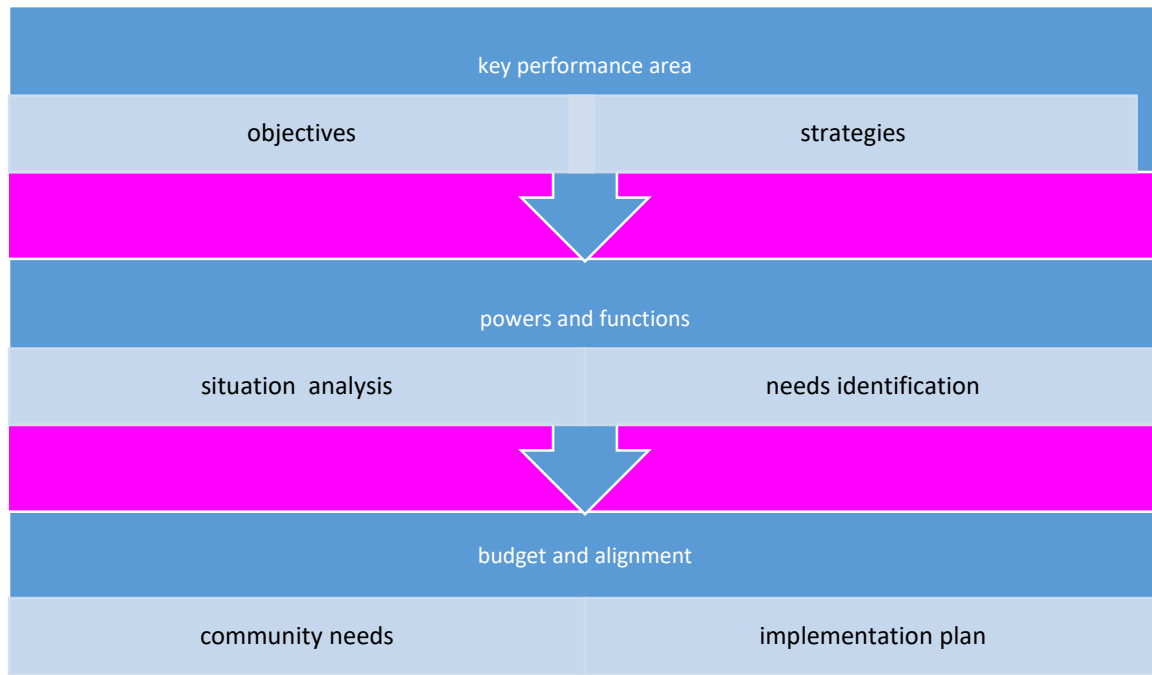 key performance area
objectives
strategies
powers and functions
situation analysis
needs identification
budget and alignment
community needs
implementation plan